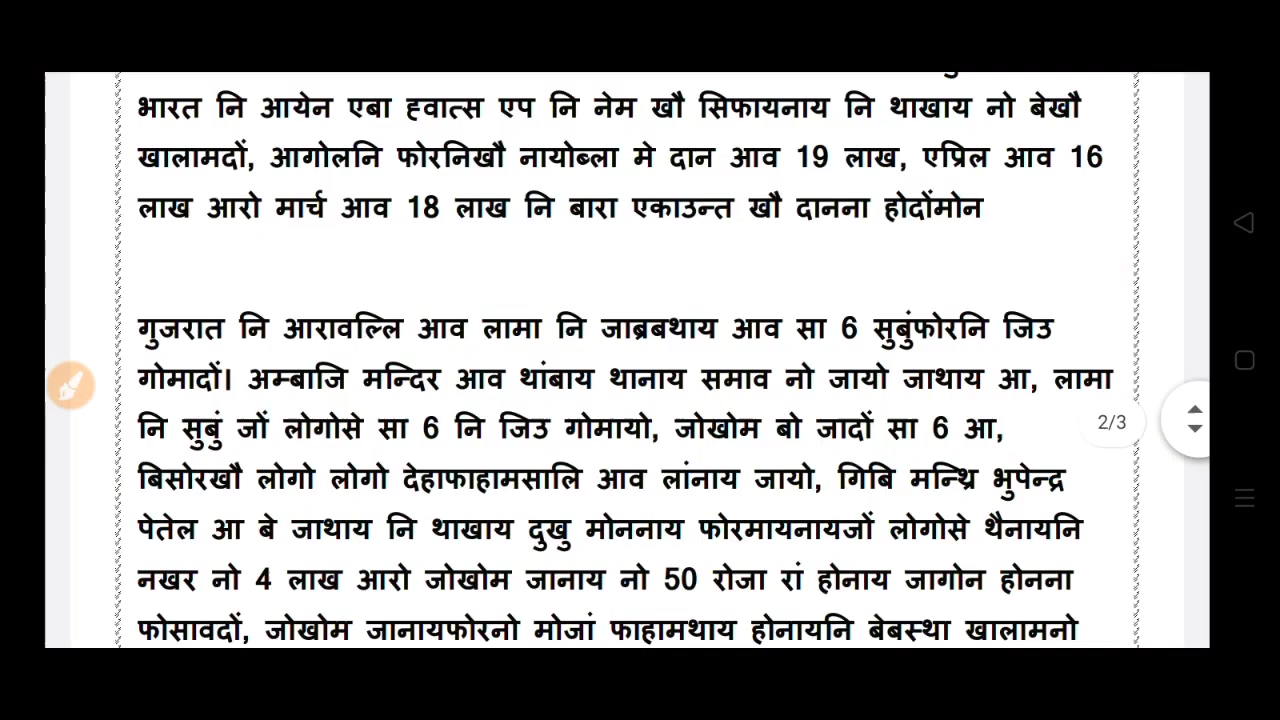 भारत नि आयेन एबा ह्वात्स एप नि नेम खौ सिफायनाय नि थाखाय नो बेखौ
खालामदों, आगोलनि फोरनिखौ नायोब्ला मे दान आव 19 लाख, एप्रिल आव 16
लाख आरो मार्च आव 18 लाख नि बारा एकाउन्त खौ दानना होदोंमोन
गुजरात नि आरावल्लि आव लामा नि जाब्रबथाय आव सा 6 सुबुंफोरनि जिउ
गोमादों। अम्बाजि मन्दिर आव थांबाय थानाय समाव नो जायो जाथाय आ, लामा
नि सुबुं जों लोगोसे सा 6 नि जिउ गोमायो, जोखोम बो जादों सा 6 आ,
2/3
बिसोरखौ लोगो लोगो देहाफाहामसालि आव लांनाय जायो, गिबि मन्थ्रि भुपेन्द्र
पेतेल आ बे जाथाय नि थाखाय दुखु मोननाय फोरमायनायजों लोगोसे थैनायनि
नखर नो 4 लाख आरो जोखोम जानाय नो 50 रोजा रां होनाय जागोन होनना
फोसावदों, जोखोम जानायफोरनो मोजां फाहामथाय होनायनि बेबस्था खालामनो